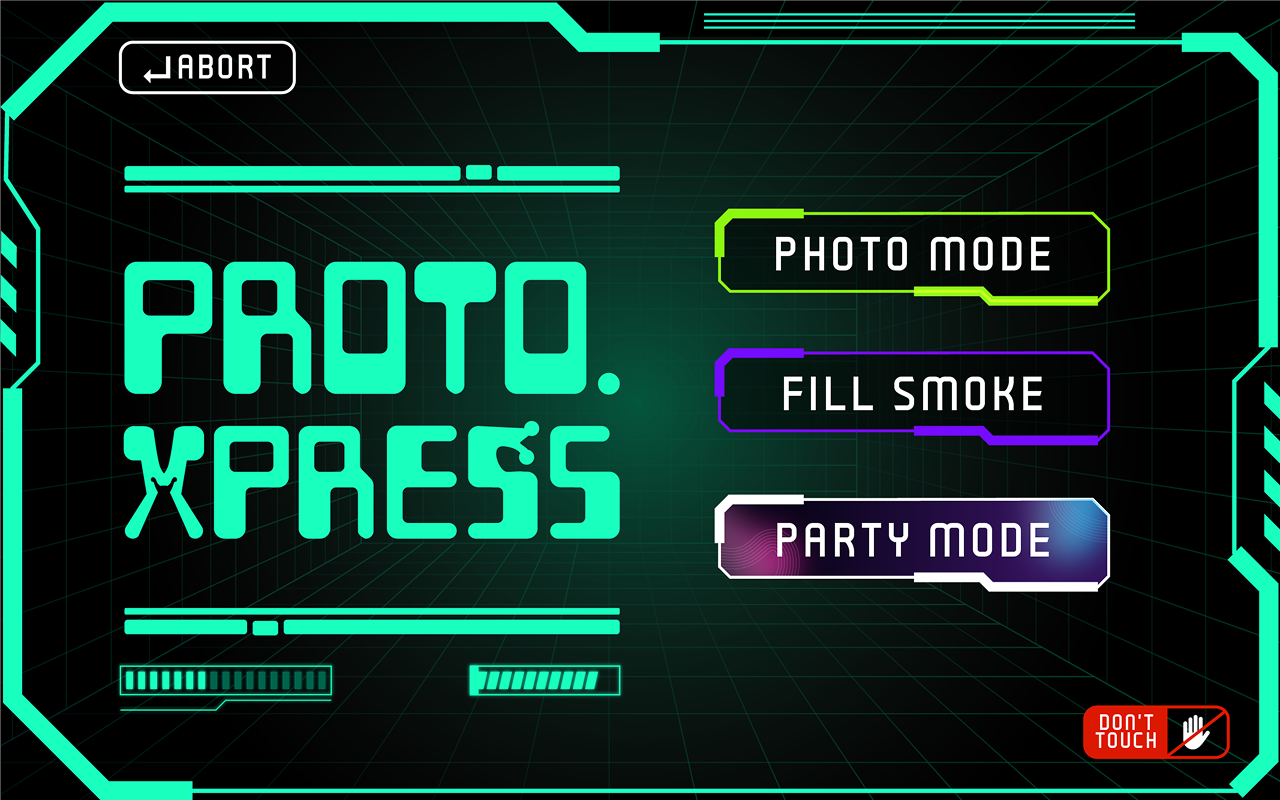 ABORT
PROTO.
XPRESS
PHOTO MODE
FILL SMOKE
PARTY MODE
DON'T
TOUCH